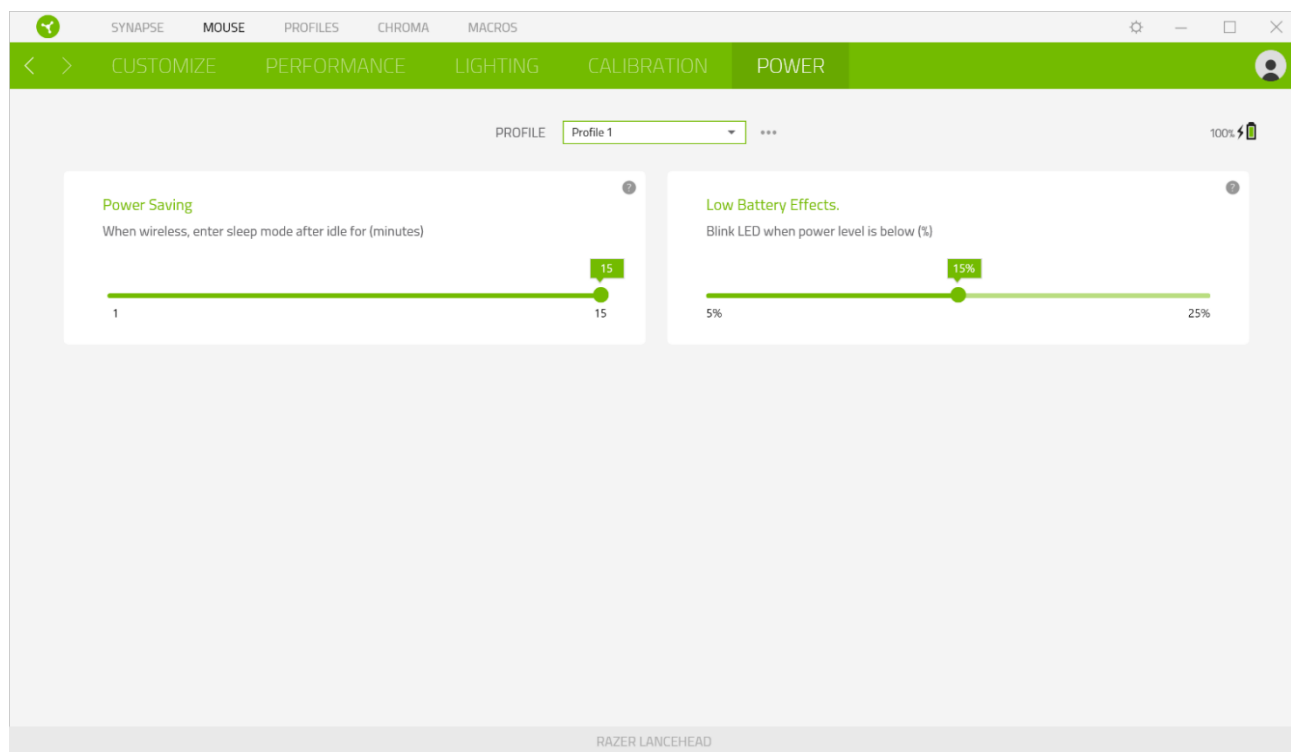 SYNAPSE MOUSE PROFILES CHROMA MACROS
CUSTOMIZE PERFORMANCE LIGHTING CALIBRATION POWER
PROFILE Profile 1 100%
Power Saving
When wireless, enter sleep mode after idle for (minutes)
15
1 15
Low Battery Effects.
Blink LED when power level is below (%)
15%
5% 25%
RAZER LANCEHEAD